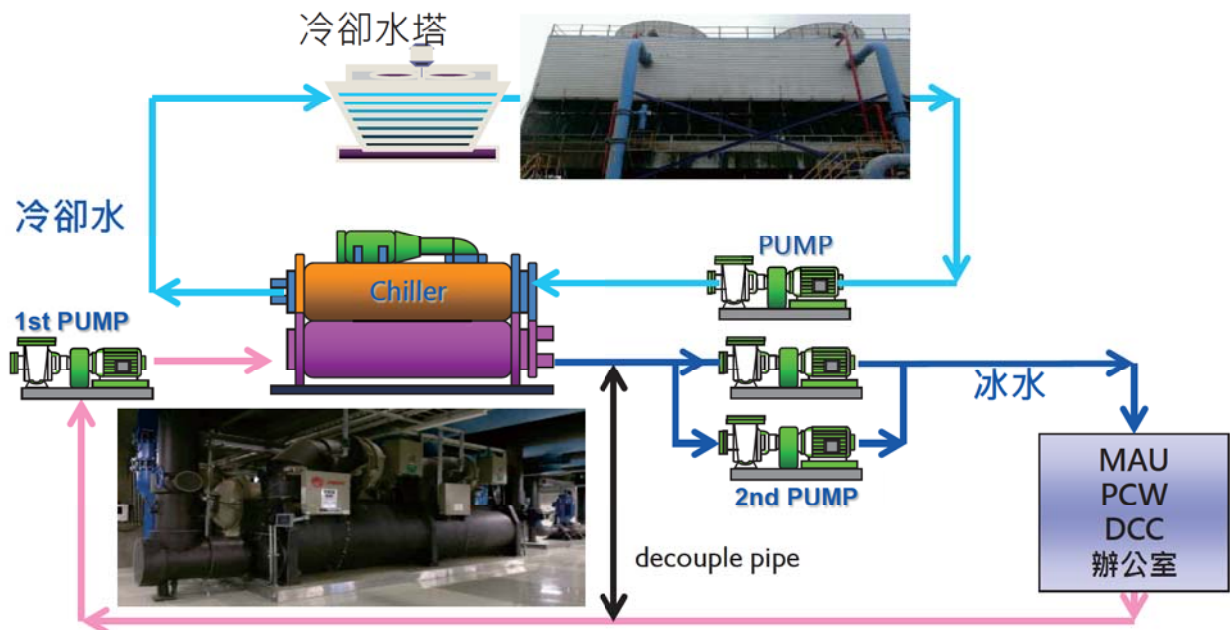 冷卻水塔
冷卻水
PUMP
Chiller
1st PUMP
冰水
2nd PUMP
MAU
PCW
DCC
辦公室
decouple pipe